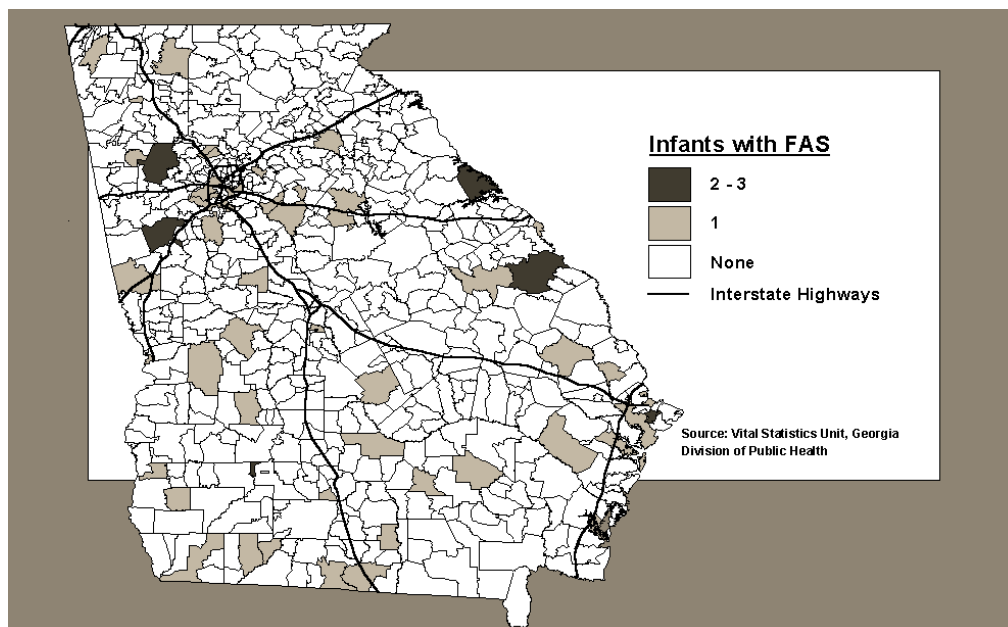 Infants with FAS
2 - 3
1
None
Interstate Highways
Source: Vital Statistics Unit, Georgia
Division of Public Health